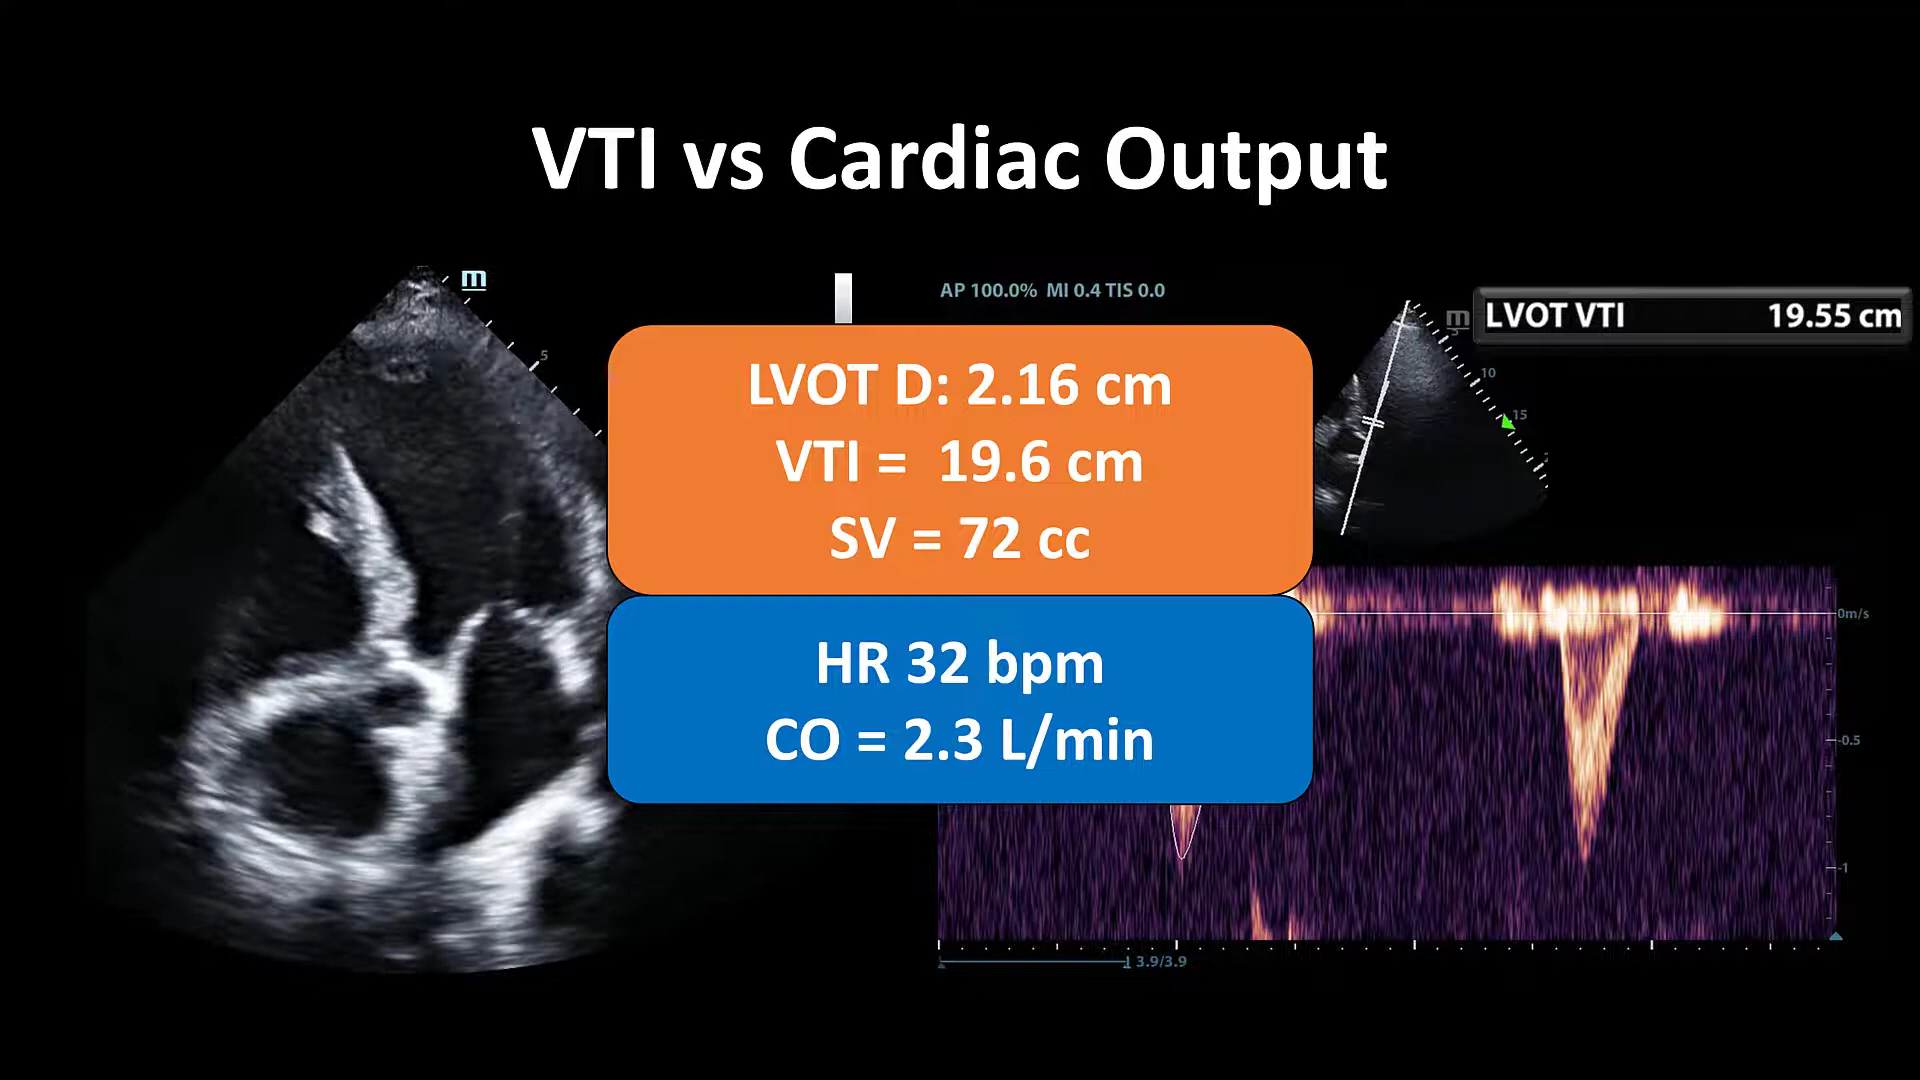 VTI vs Cardiac Output
m
5
AP 100.0% MI 0.4 TIS 0.0
m
LVOT VTI 19.55 cm
5
10
15
LVOT D: 2.16 cm
VTI = 19.6 cm
SV = 72 cc
HR 32 bpm
CO = 2.3 L/min
0m/s
-0.5
-1
3.9/3.9